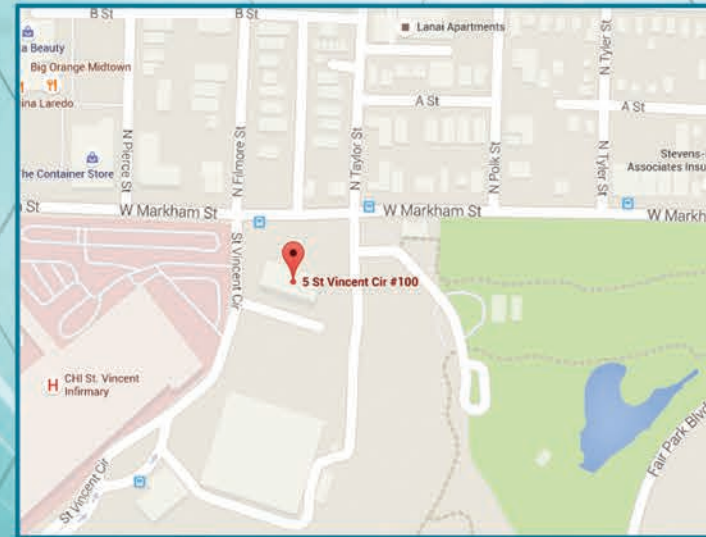 B St
B St
Lanai Apartments
a Beauty
Big Orange Midtown
ina Laredo
N Tyler St
A St
A St
N Pierce St
N Filmore St
N Taylor St
N Polk St
The Container Store
Stevens-
Associates Insu
N Tyler St
St
W Markham St
W Markham St
W Markh
St Vincent Cir
5 St Vincent Cir #100
H
CHI St. Vincent
Infirmary
St Vincent Cir
Fair Park Blvd